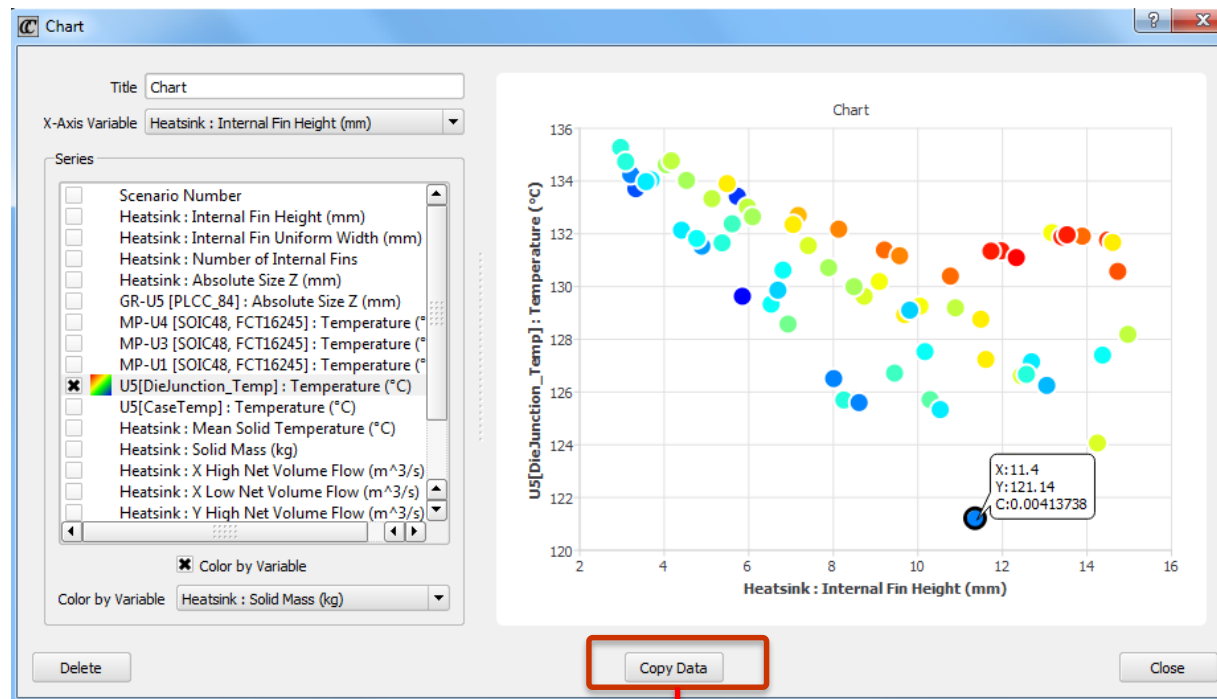 Chart
?
X
Title
Chart
X-Axis Variable
Heatsink : Internal Fin Height (mm)
Series
Scenario Number
Heatsink : Internal Fin Height (mm)
Heatsink : Internal Fin Uniform Width (mm)
Heatsink : Number of Internal Fins
Heatsink : Absolute Size Z (mm)
GR-U5 [PLCC_84] : Absolute Size Z (mm)
MP-U4 [SOIC48, FCT16245] : Temperature (°
MP-U3 [SOIC48, FCT16245] : Temperature (°
MP-U1 [SOIC48, FCT16245] : Temperature (°
U5[DieJunction_Temp] : Temperature (°C)
U5[CaseTemp] : Temperature (°C)
Heatsink : Mean Solid Temperature (°C)
Heatsink : Solid Mass (kg)
Heatsink : X High Net Volume Flow (m^3/s)
Heatsink : X Low Net Volume Flow (m^3/s)
Heatsink : Y High Net Volume Flow (m^3/s)
Color by Variable
Color by Variable
Heatsink : Solid Mass (kg)
Chart
U5[DieJunction_Temp] : Temperature (°C)
136
134
132
130
128
126
124
122
120
X:11.4
Y:121.14
C:0.00413738
2 4 6 8 10 12 14 16
Heatsink : Internal Fin Height (mm)
Delete
Copy Data
Close